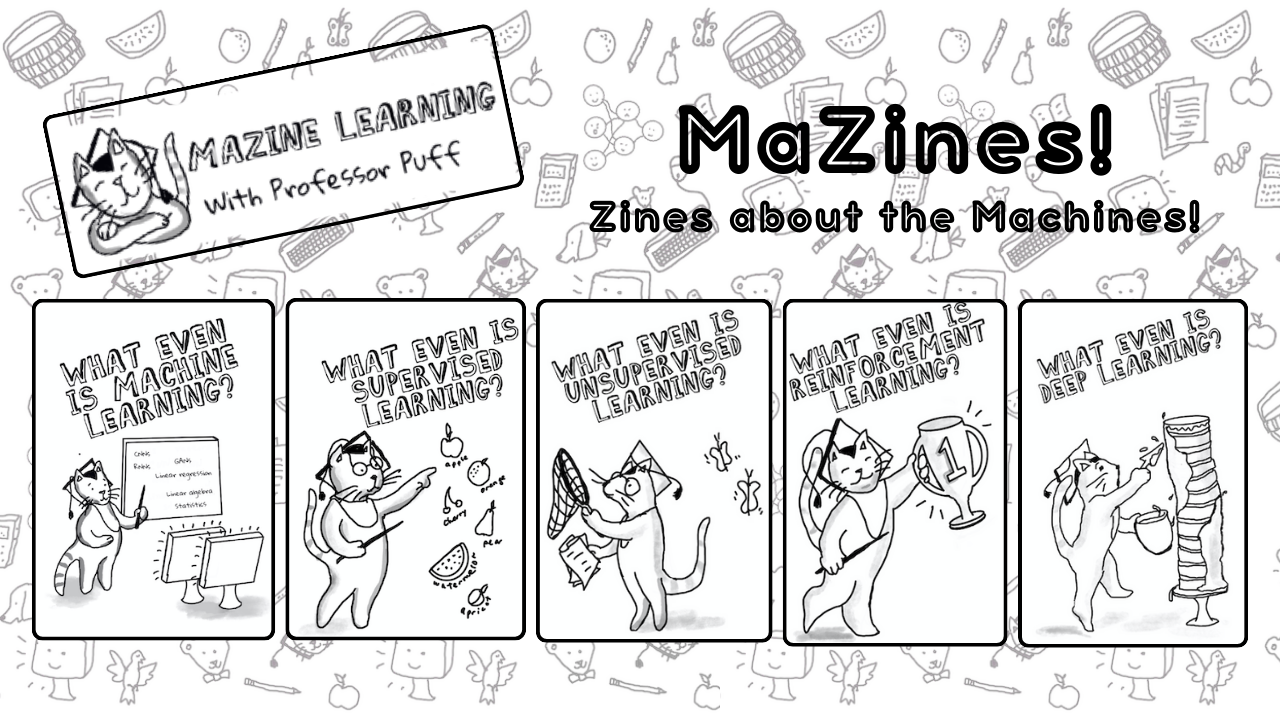 MAZINE LEARNING
With Professor Puff
MaZines!
Zines about the Machines!
WHAT EVEN
IS MACHINE
LEARNING?
CNNs
GANs
RNNs
Linear regression
Linear algebra
Statistics
WHAT EVEN IS
SUPERVISED
LEARNING?
apple
orange
cherry
pear
watermelon
apricot
WHAT EVEN IS
UNSUPERVISED
LEARNING?
WHAT EVEN IS
REINFORCEMENT
LEARNING?
1
WHAT EVEN IS
DEEP LEARNING?